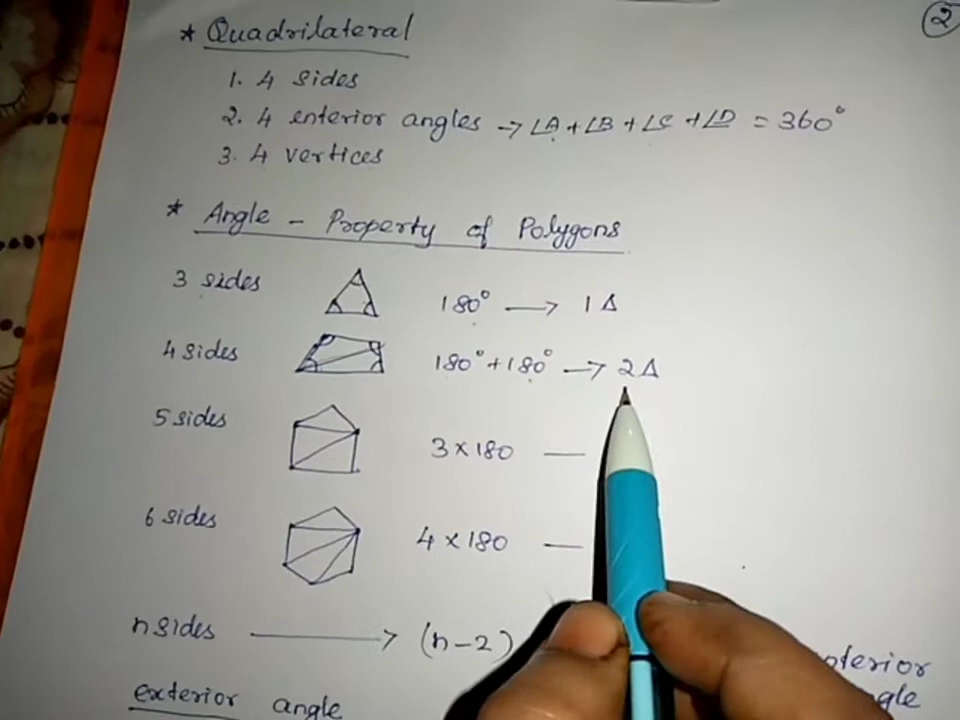 2
* Quadrilateral
1. 4 sides
2. 4 enterior angles → ∠A + ∠B + ∠C + ∠D = 360°
3. 4 vertices
* Angle - Property of Polygons
3 sides 180° → 1 Δ
4 sides 180° + 180° → 2 Δ
5 sides 3 × 180 —
6 sides 4 × 180 —
n sides → (n-2)
exterior angle